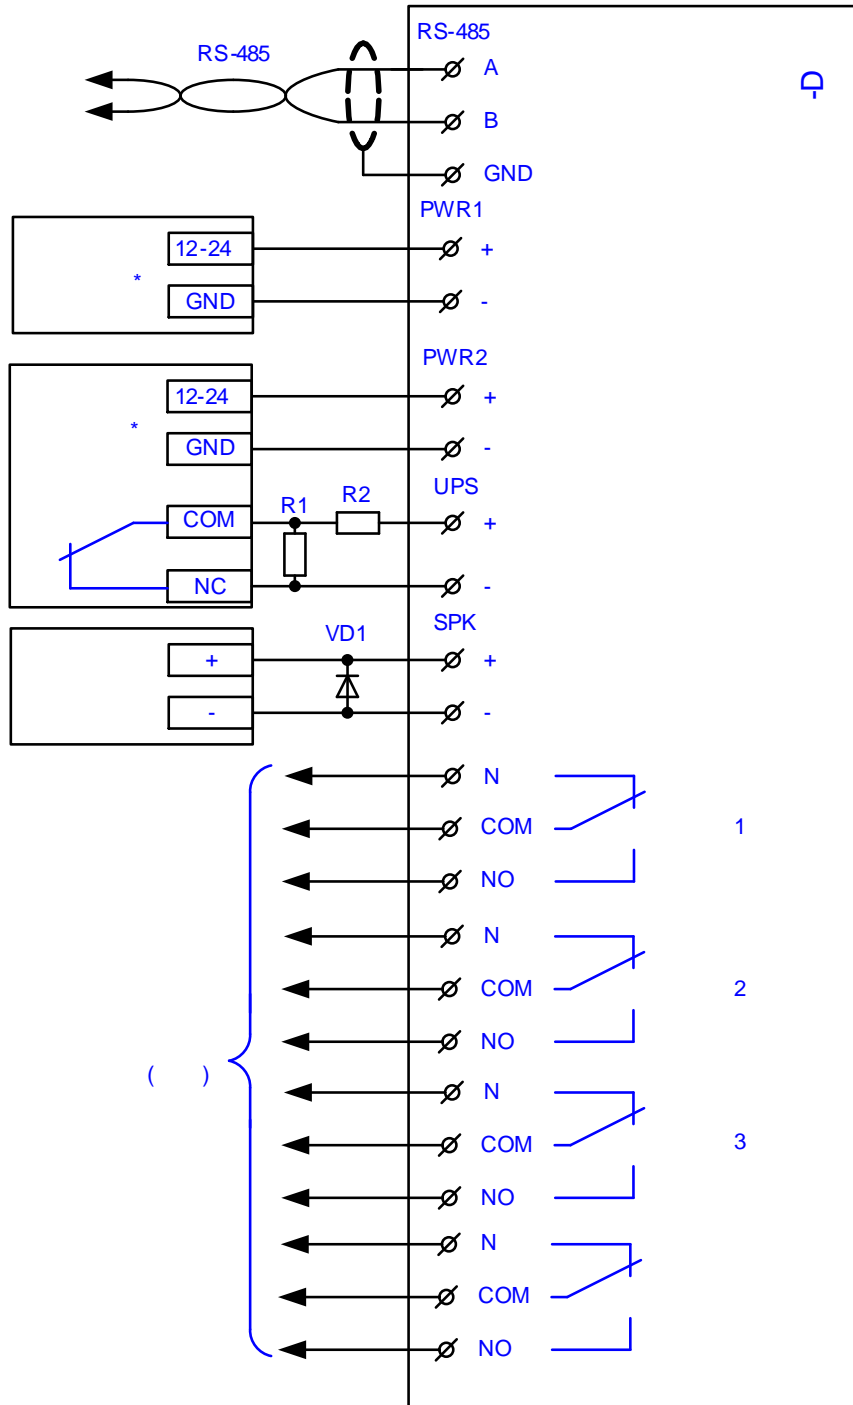 RS-485
RS-485
A
-D
B
GND
PWR1
12-24
+
*
GND
-
PWR2
12-24
+
*
GND
-
UPS
R1
R2
COM
+
NC
-
SPK
VD1
+
+
-
-
N
COM
1
NO
N
COM
2
NO
( )
N
COM
3
NO
N
COM
NO